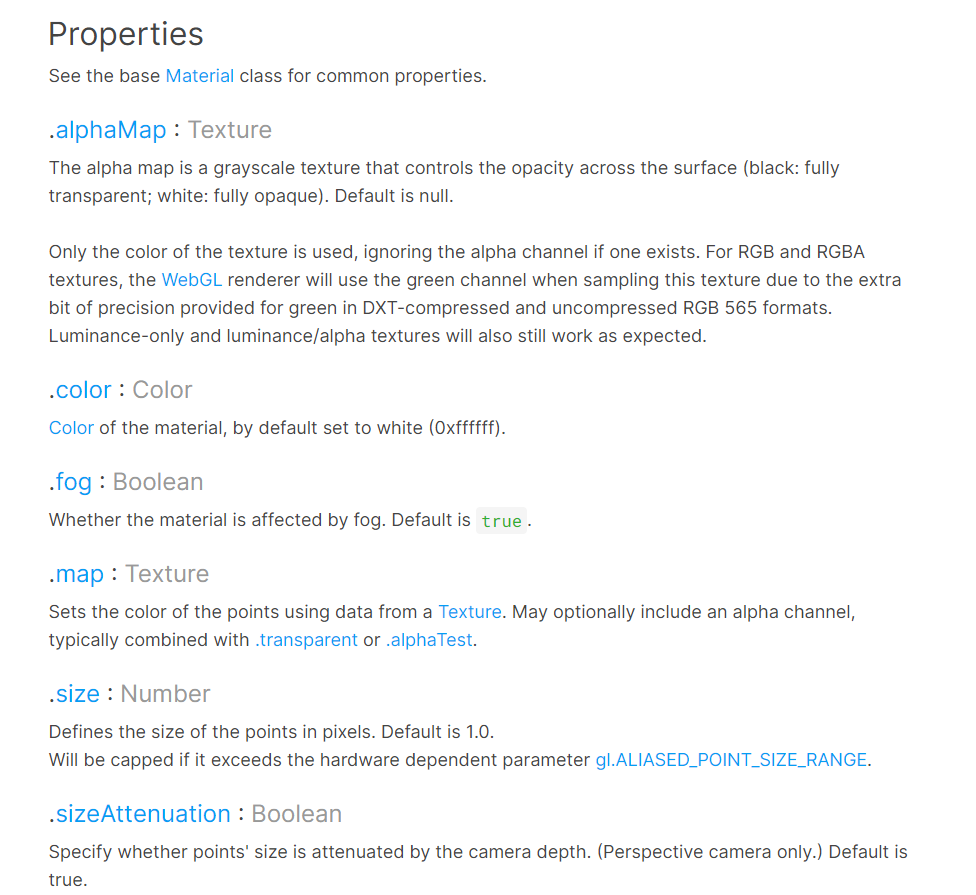 Properties
See the base Material class for common properties.
.alphaMap : Texture
The alpha map is a grayscale texture that controls the opacity across the surface (black: fully
transparent; white: fully opaque). Default is null.
Only the color of the texture is used, ignoring the alpha channel if one exists. For RGB and RGBA
textures, the WebGL renderer will use the green channel when sampling this texture due to the extra
bit of precision provided for green in DXT-compressed and uncompressed RGB 565 formats.
Luminance-only and luminance/alpha textures will also still work as expected.
.color : Color
Color of the material, by default set to white (0xffffff).
.fog : Boolean
Whether the material is affected by fog. Default is true.
.map : Texture
Sets the color of the points using data from a Texture. May optionally include an alpha channel,
typically combined with .transparent or .alphaTest.
.size : Number
Defines the size of the points in pixels. Default is 1.0.
Will be capped if it exceeds the hardware dependent parameter gl.ALIASED_POINT_SIZE_RANGE.
.sizeAttenuation : Boolean
Specify whether points' size is attenuated by the camera depth. (Perspective camera only.) Default is
true.